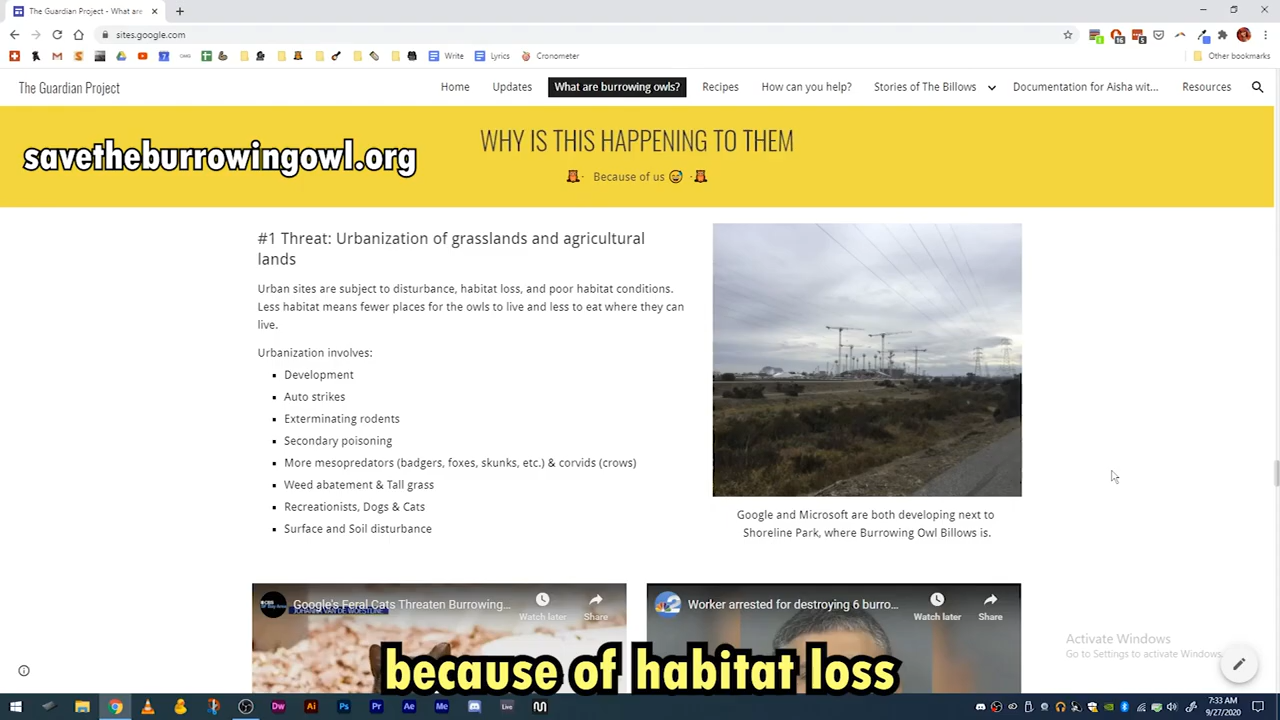 The Guardian Project - What are
sites.google.com
Write
Lyrics
Cronometer
Other bookmarks
The Guardian Project
Home
Updates
What are burrowing owls?
Recipes
How can you help?
Stories of The Billows
Documentation for Aisha wit...
Resources
savetheburrowingowl.org
WHY IS THIS HAPPENING TO THEM
Because of us
#1 Threat: Urbanization of grasslands and agricultural
lands
Urban sites are subject to disturbance, habitat loss, and poor habitat conditions.
Less habitat means fewer places for the owls to live and less to eat where they can
live.
Urbanization involves:
Development
Auto strikes
Exterminating rodents
Secondary poisoning
More mesopredators (badgers, foxes, skunks, etc.) & corvids (crows)
Weed abatement & Tall grass
Recreationists, Dogs & Cats
Surface and Soil disturbance
Google and Microsoft are both developing next to
Shoreline Park, where Burrowing Owl Billows is.
Google's Feral Cats Threaten Burrowing...
Watch later
Share
Worker arrested for destroying 6 burro...
Watch later
Share
because of habitat loss
Activate Windows
Go to Settings to activate Windows.
Dw
Ai
Ps
Pr
Ae
Me
Live
7:33 AM
9/27/2020